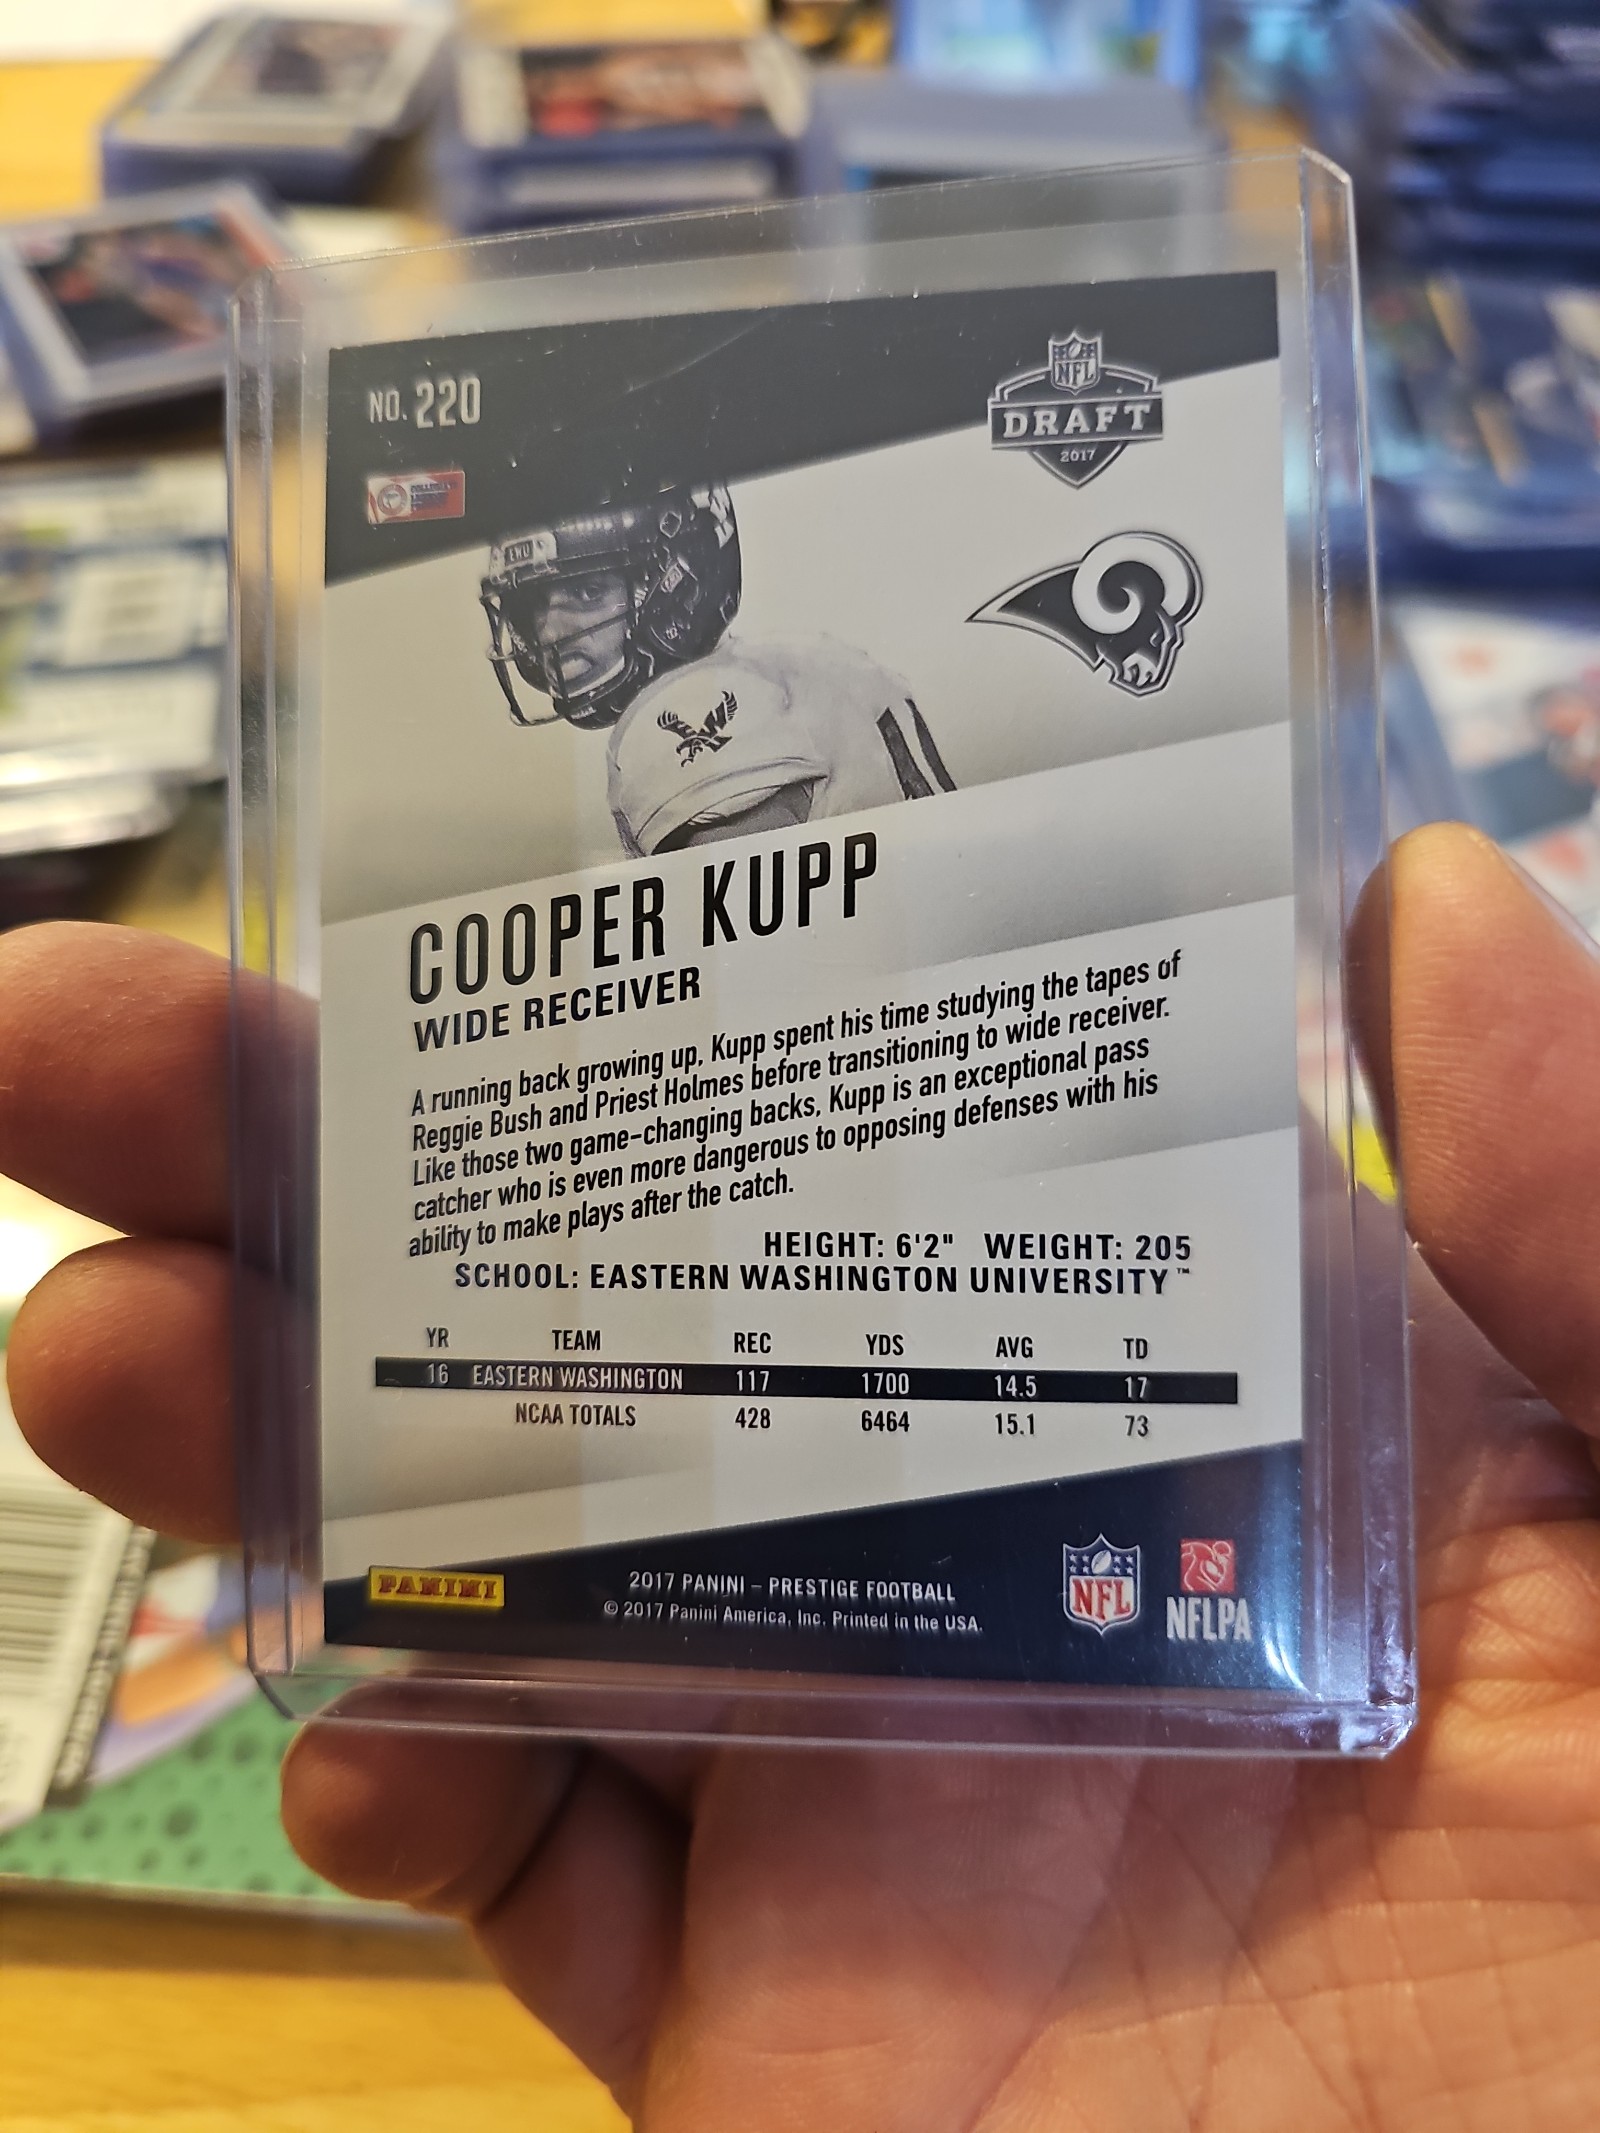 NO. 220
NFL
DRAFT
2017
EWU
COOPER KUPP
WIDE RECEIVER
A running back growing up, Kupp spent his time studying the tapes of
Reggie Bush and Priest Holmes before transitioning to wide receiver.
Like those two game-changing backs, Kupp is an exceptional pass
catcher who is even more dangerous to opposing defenses with his
ability to make plays after the catch.
HEIGHT: 6'2" WEIGHT: 205
SCHOOL: EASTERN WASHINGTON UNIVERSITY™
YR TEAM REC YDS AVG TD
16 EASTERN WASHINGTON 117 1700 14.5 17
NCAA TOTALS 428 6464 15.1 73
PANINI
2017 PANINI – PRESTIGE FOOTBALL
© 2017 Panini America, Inc. Printed in the USA.
NFL
NFLPA